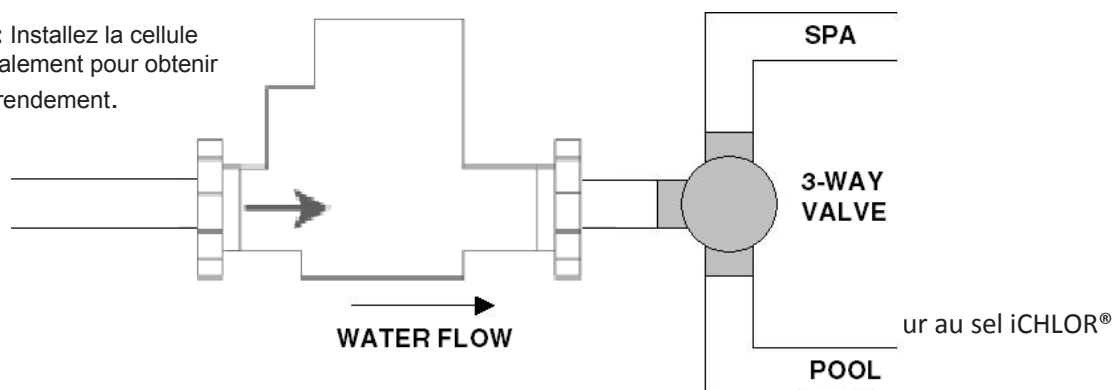 : Installez la cellule
alement pour obtenir
rendement.
SPA
3-WAY
VALVE
WATER FLOW
ur au sel iCHLOR®
POOL